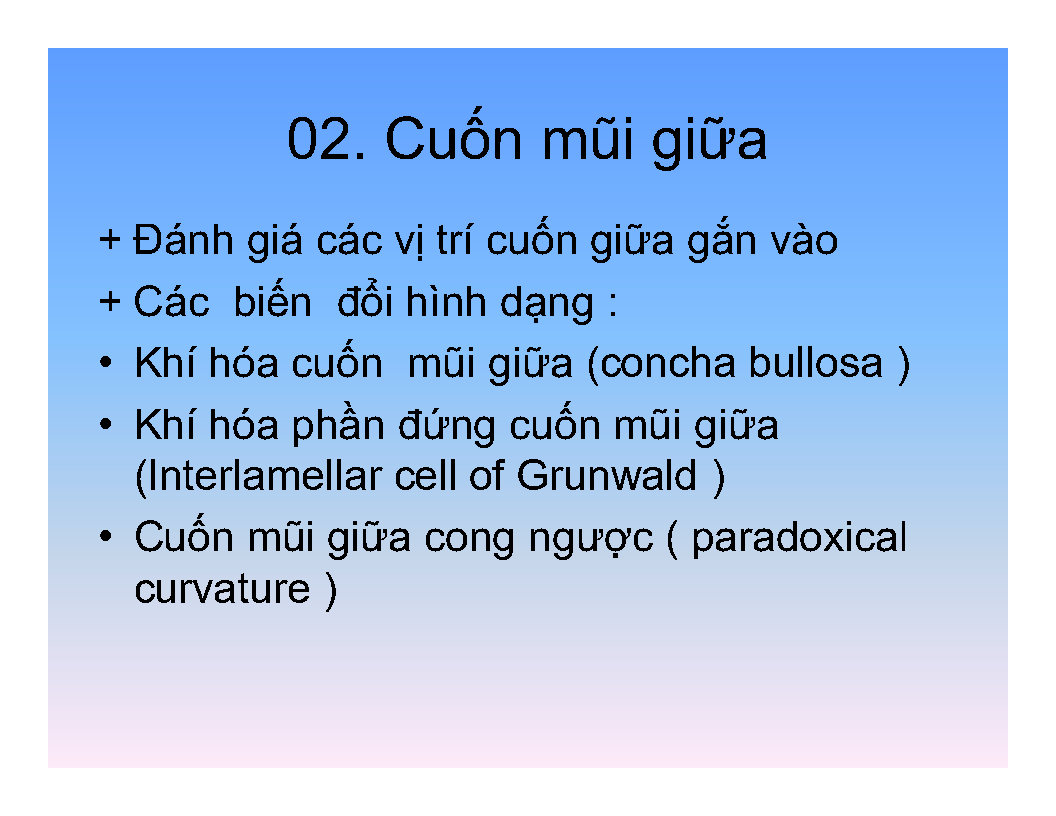 02. Cuốn mũi giữa
+ Đánh giá các vị trí cuốn giữa gắn vào
+ Các  biến  đổi hình dạng :
• Khí hóa cuốn  mũi giữa (concha bullosa )
• Khí hóa phần đứng cuốn mũi giữa
(Interlamellar cell of Grunwald )
• Cuốn mũi giữa cong ngược ( paradoxical
curvature )